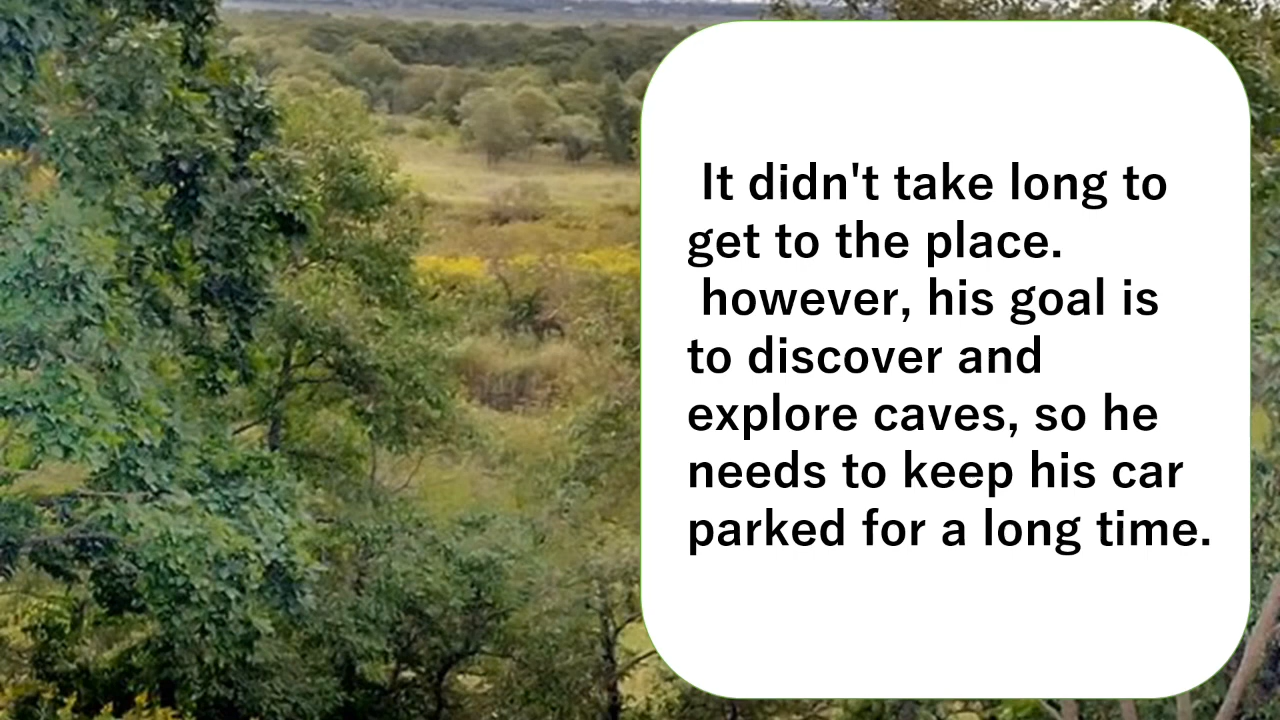 It didn't take long to
get to the place.
however, his goal is
to discover and
explore caves, so he
needs to keep his car
parked for a long time.